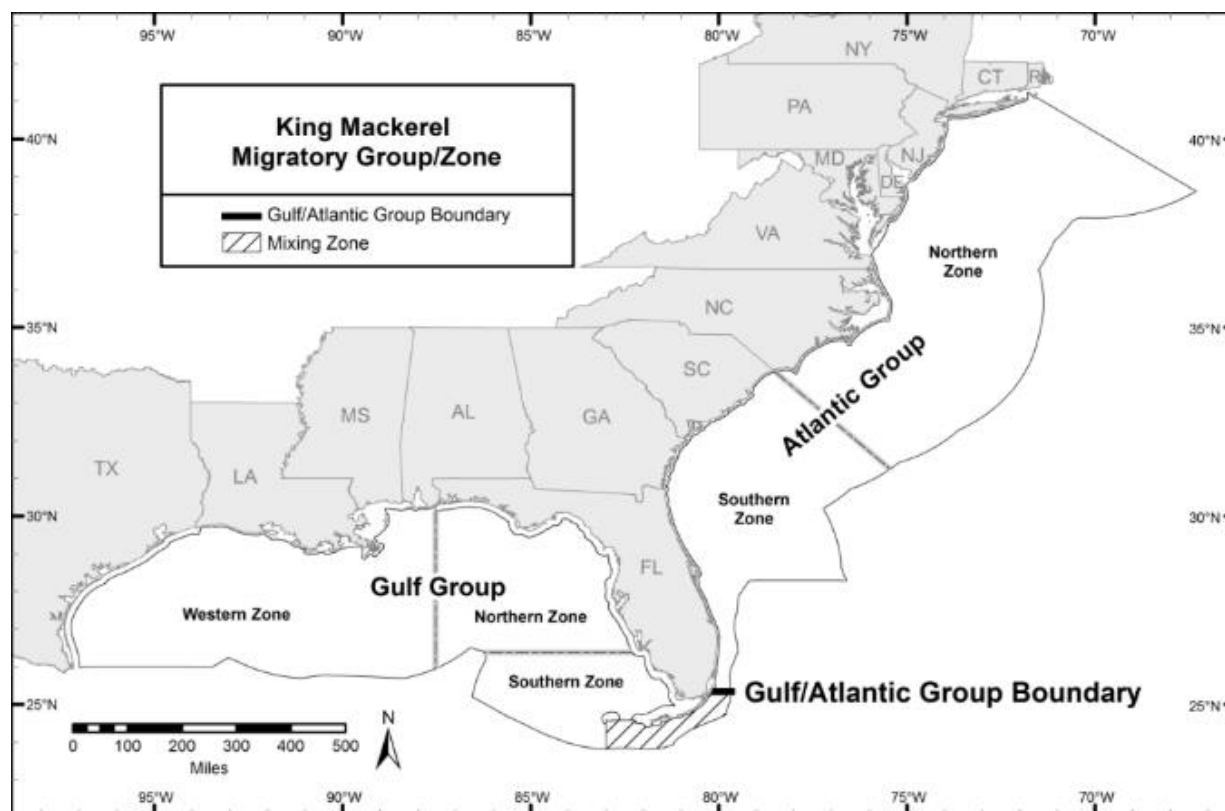 95°W 90°W 85°W 80°W 75°W 70°W
King Mackerel
Migratory Group/Zone
Gulf/Atlantic Group Boundary
Mixing Zone
NY
CT
RI
PA
40°N 40°N
MD
NJ
DE
VA
Northern
Zone
NC
35°N 35°N
SC
Atlantic Group
MS
AL
GA
TX
LA
Southern
Zone
30°N 30°N
FL
Gulf Group
Western Zone
Northern Zone
Southern Zone
Gulf/Atlantic Group Boundary
25°N 25°N
N
0 100 200 300 400 500
Miles
95°W 90°W 85°W 80°W 75°W 70°W